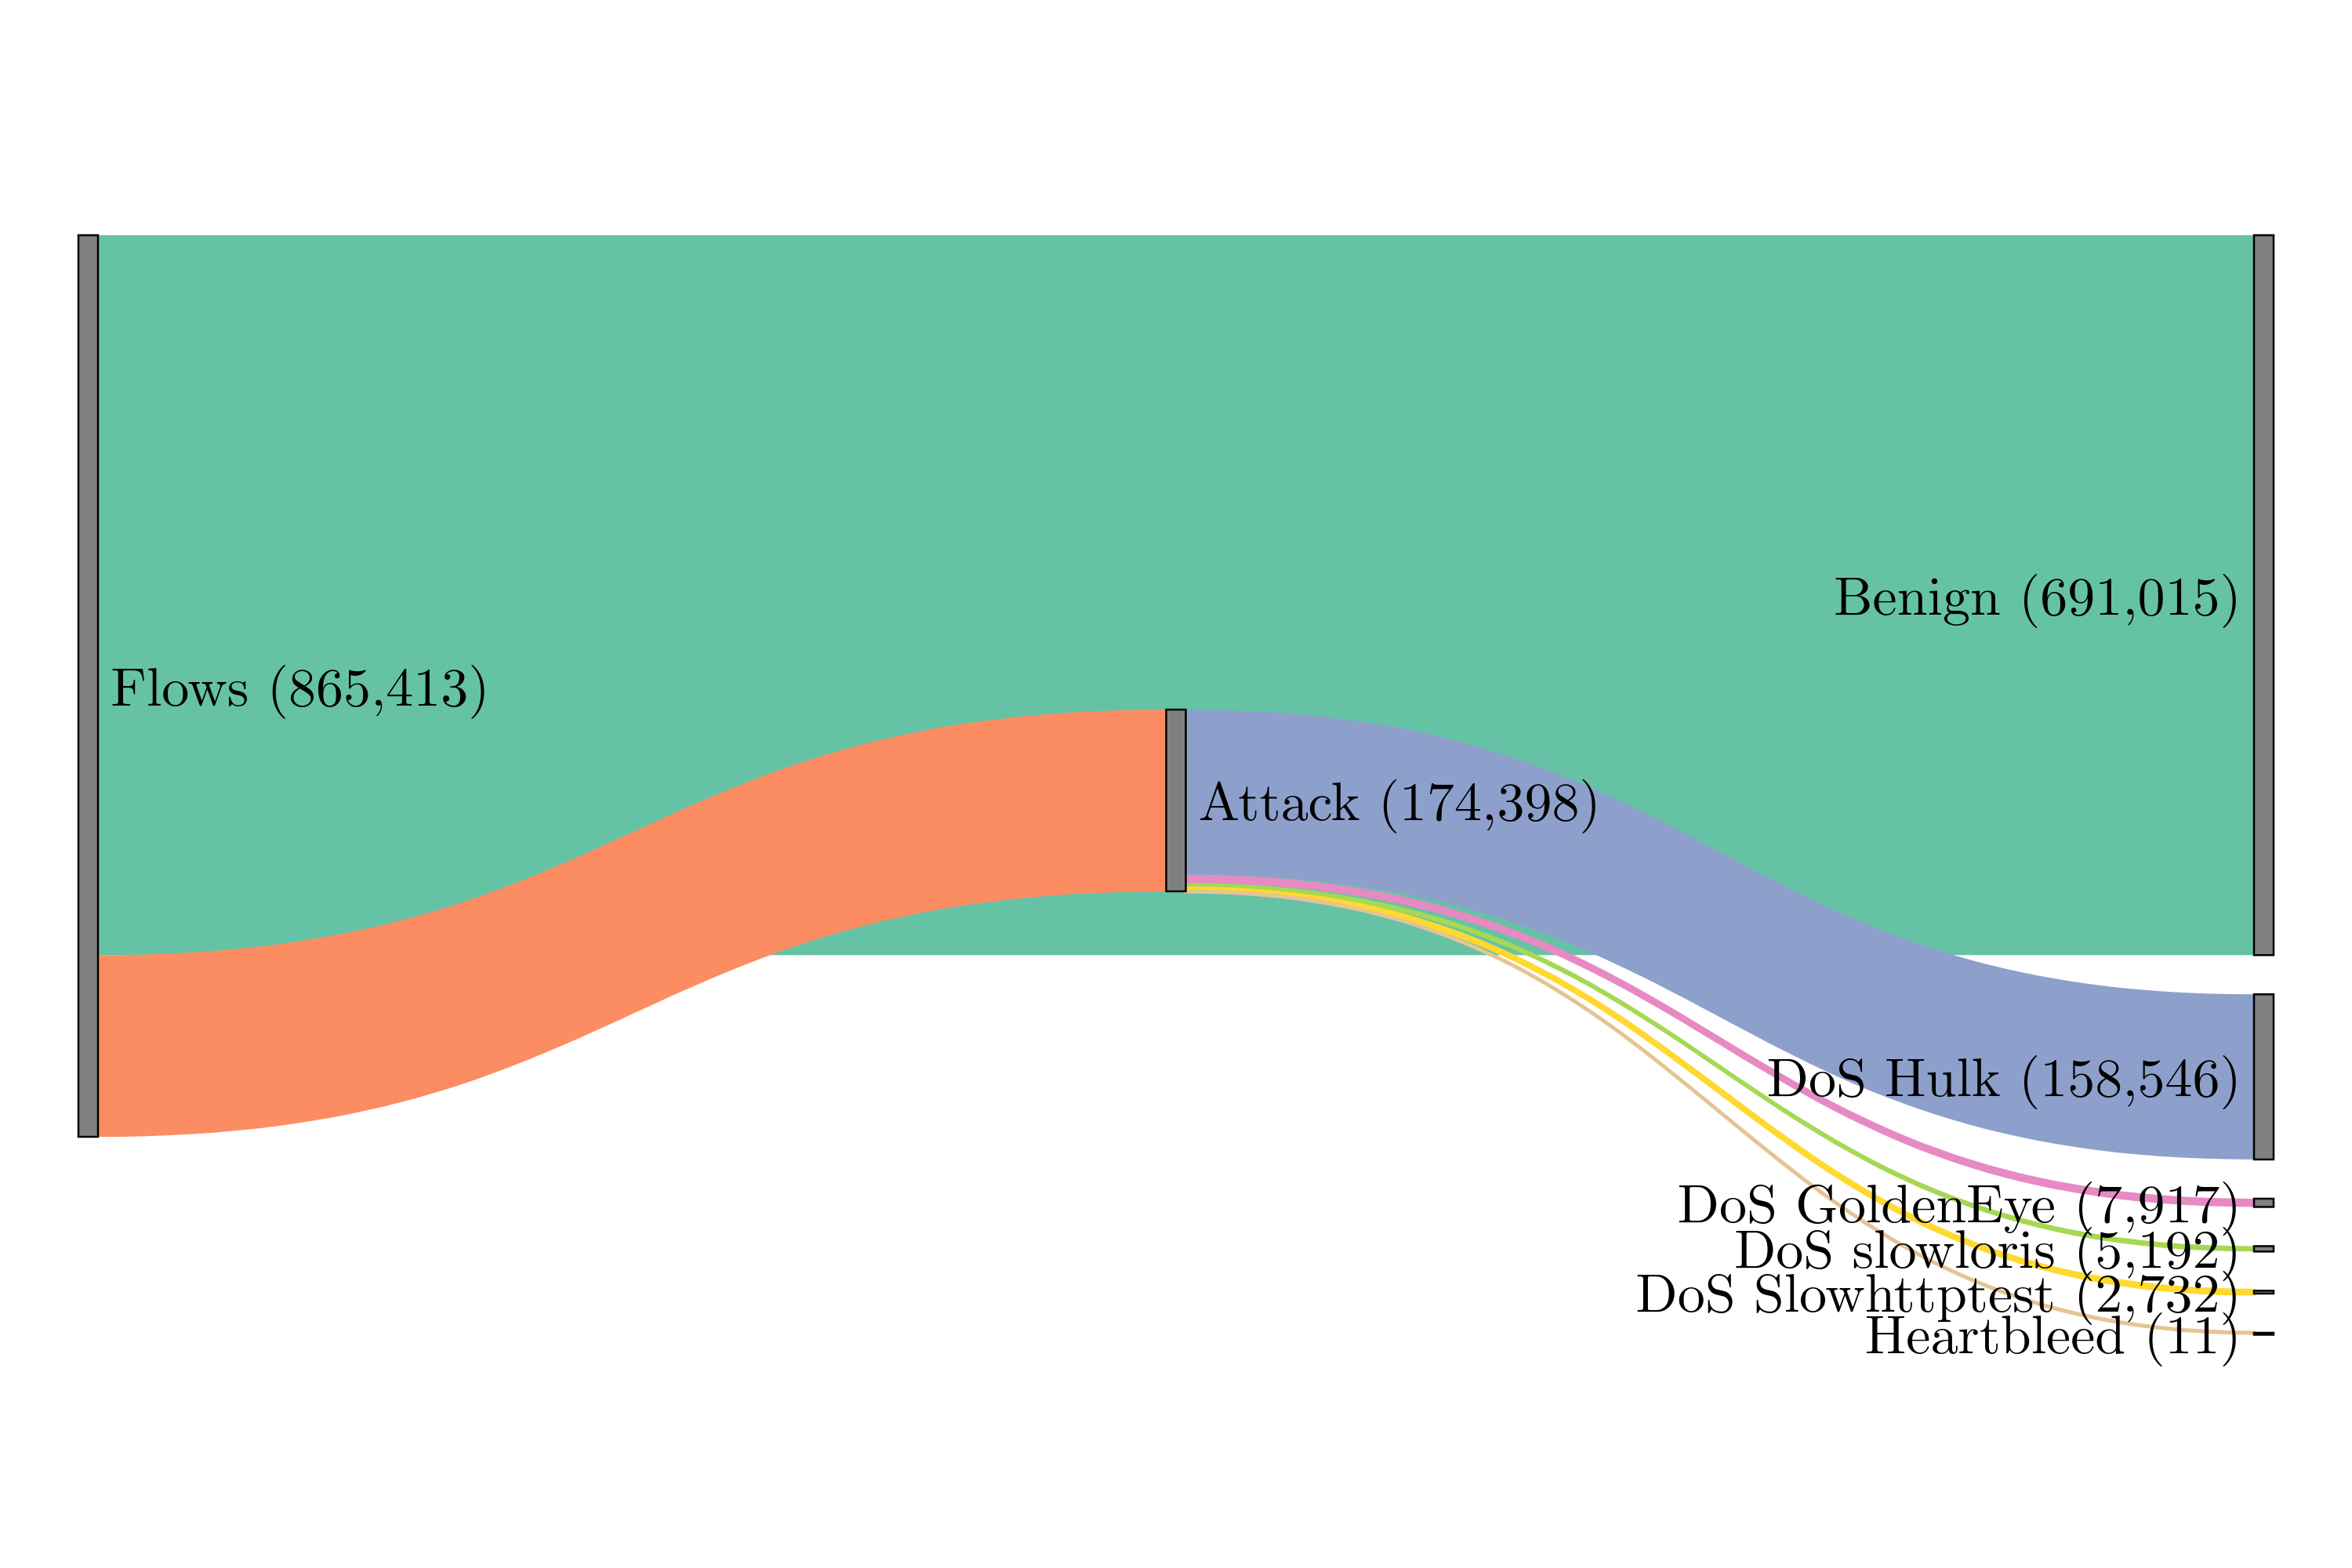 Flows (865,413)
Benign (691,015)
Attack (174,398)
DoS Hulk (158,546)
DoS GoldenEye (7,917)
DoS slowloris (5,192)
DoS Slowhttptest (2,732)
Heartbleed (11)